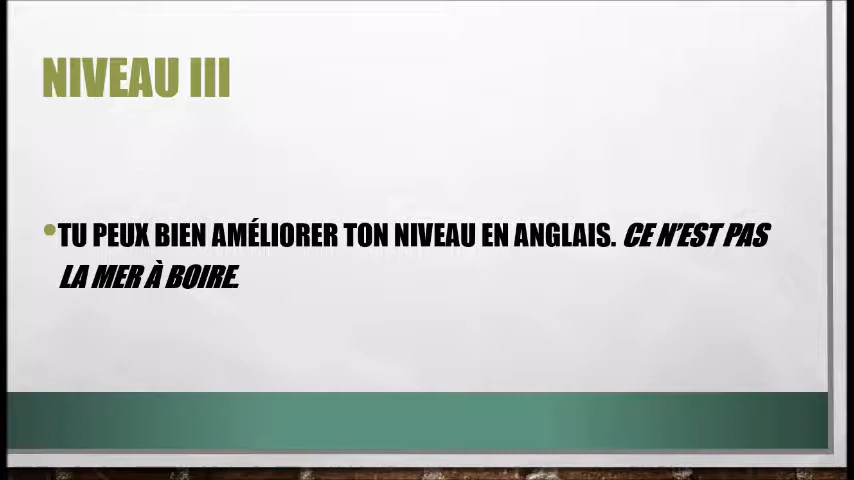 NIVEAU III
•TU PEUX BIEN AMÉLIORER TON NIVEAU EN ANGLAIS. CE N'EST PAS
LA MER À BOIRE.